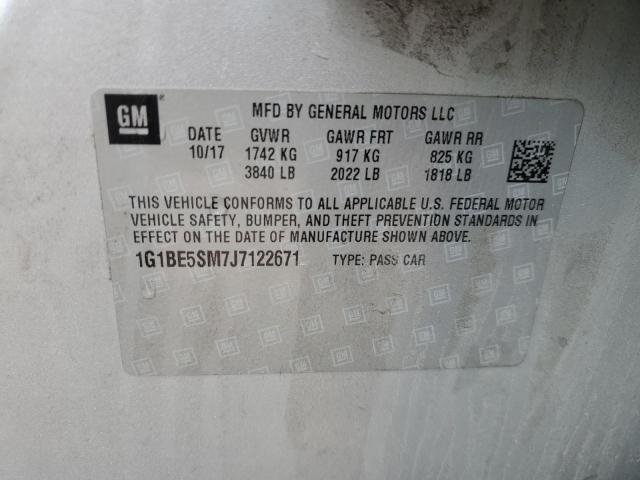 GM
MFD BY GENERAL MOTORS LLC
DATE GVWR GAWR FRT GAWR RR
10/17 1742 KG 917 KG 825 KG
3840 LB 2022 LB 1818 LB
THIS VEHICLE CONFORMS TO ALL APPLICABLE U.S. FEDERAL MOTOR
VEHICLE SAFETY, BUMPER, AND THEFT PREVENTION STANDARDS IN
EFFECT ON THE DATE OF MANUFACTURE SHOWN ABOVE.
1G1BE5SM7J7122671 TYPE: PASS CAR